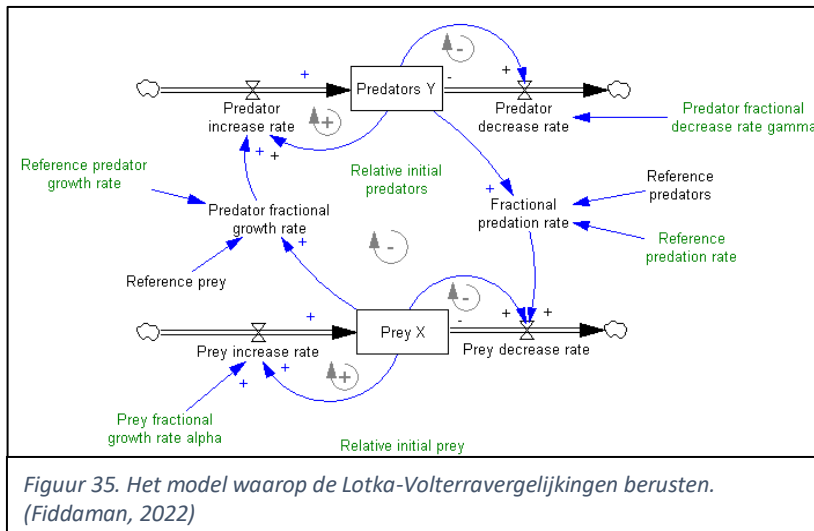 -
+
-
+
Predators Y
-
+
Predator
increase rate
+
Predator
decrease rate
Predator fractional
decrease rate gamma
+
+
Reference predator
growth rate
Relative initial
predators
+
Reference
predators
Predator fractional
growth rate
Fractional
predation rate
+
-
Reference
predation rate
Reference prey
-
+
Prey X
-
+
+
Prey increase rate
Prey decrease rate
+
+
+
Prey fractional
growth rate alpha
Relative initial prey
Figuur 35. Het model waarop de Lotka-Volterravergelijkingen berusten.
(Fiddaman, 2022)